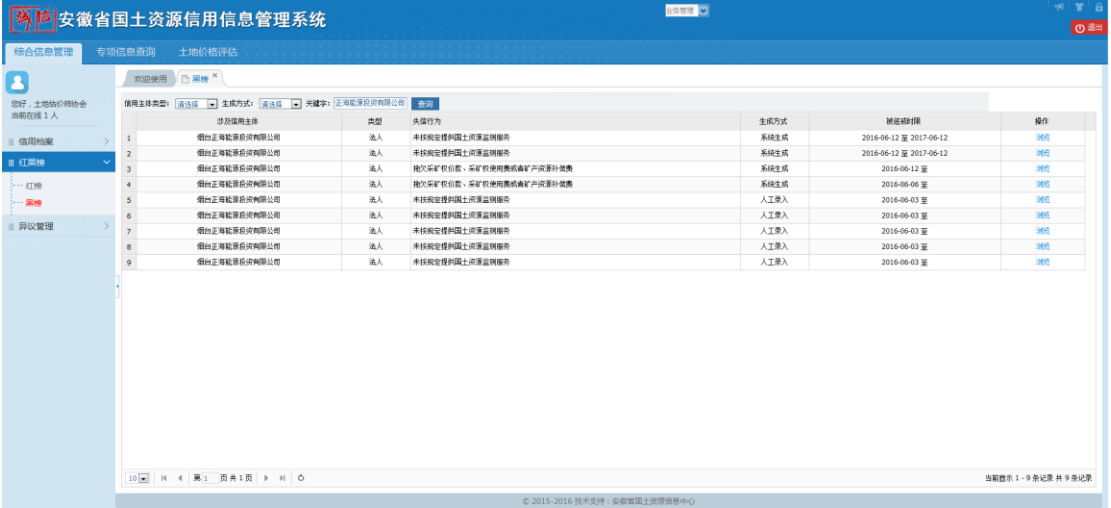 诚信 安徽省国土资源信用信息管理系统
业务管理
退出
综合信息管理 专项信息查询 土地价格评估
您好，土地估价师协会
当前在线 1 人
信用档案
红黑榜
红榜
黑榜
异议管理
欢迎使用 黑榜
信用主体类型: 请选择 生成方式: 请选择 关键字: 正海能源投资有限公司 查询
涉及信用主体 类型 失信行为 生成方式 被惩戒时限 操作
1 烟台正海能源投资有限公司 法人 未按规定提供国土资源监测服务 系统生成 2016-06-12 至 2017-06-12 浏览
2 烟台正海能源投资有限公司 法人 未按规定提供国土资源监测服务 系统生成 2016-06-12 至 2017-06-12 浏览
3 烟台正海能源投资有限公司 法人 拖欠采矿权价款、采矿权使用费或者矿产资源补偿费 系统生成 2016-06-12 至 浏览
4 烟台正海能源投资有限公司 法人 拖欠采矿权价款、采矿权使用费或者矿产资源补偿费 系统生成 2016-06-06 至 浏览
5 烟台正海能源投资有限公司 法人 未按规定提供国土资源监测服务 人工录入 2016-06-03 至 浏览
6 烟台正海能源投资有限公司 法人 未按规定提供国土资源监测服务 人工录入 2016-06-03 至 浏览
7 烟台正海能源投资有限公司 法人 未按规定提供国土资源监测服务 人工录入 2016-06-03 至 浏览
8 烟台正海能源投资有限公司 法人 未按规定提供国土资源监测服务 人工录入 2016-06-03 至 浏览
9 烟台正海能源投资有限公司 法人 未按规定提供国土资源监测服务 人工录入 2016-06-03 至 浏览
10 第 1 页 共 1 页 当前显示 1 - 9 条记录 共 9 条记录
© 2015-2016 技术支持：安徽省国土资源信息中心